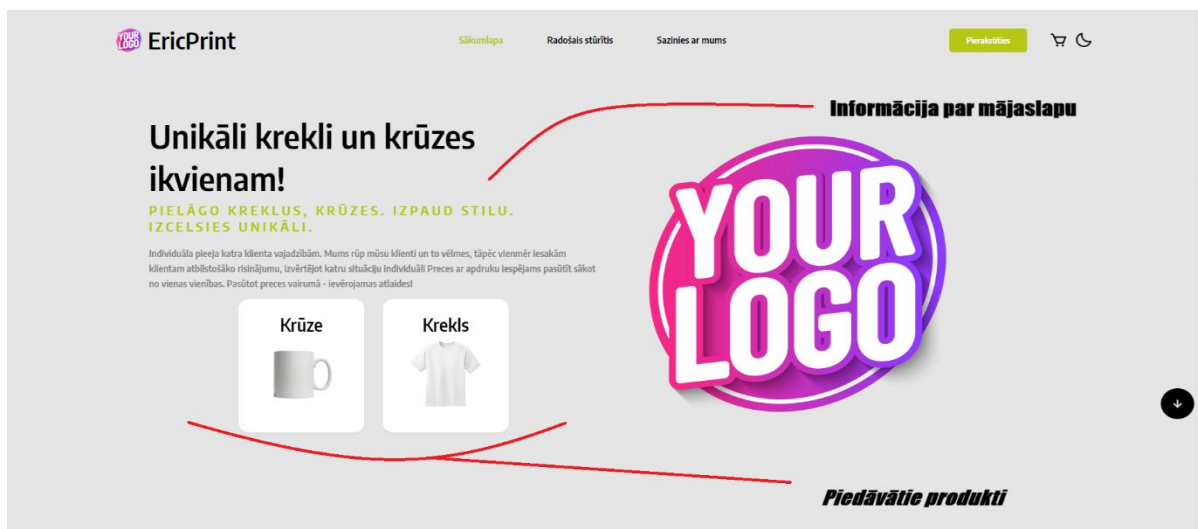 YOUR LOGO EricPrint
Sākumlapa Radošais stūrītis Sazinies ar mums
Pierakstīties
Informācija par mājaslapu
Unikāli krekli un krūzes
ikvienam!
PIELĀGO KREKLUS, KRŪZES. IZPAUD STILU.
IZCELSIES UNIKĀLI.
Individuāla pieeja katra klienta vajadzībām. Mums rūp mūsu klienti un to vēlmes, tāpēc vienmēr iesakām
klientam atbilstošāko risinājumu, izvērtējot katru situāciju individuāli Preces ar apdruku iespējams pasūtīt sākot
no vienas vienības. Pasūtot preces vairumā - ievērojamas atlaides!
Krūze
Krekls
YOUR
LOGO
Piedāvātie produkti